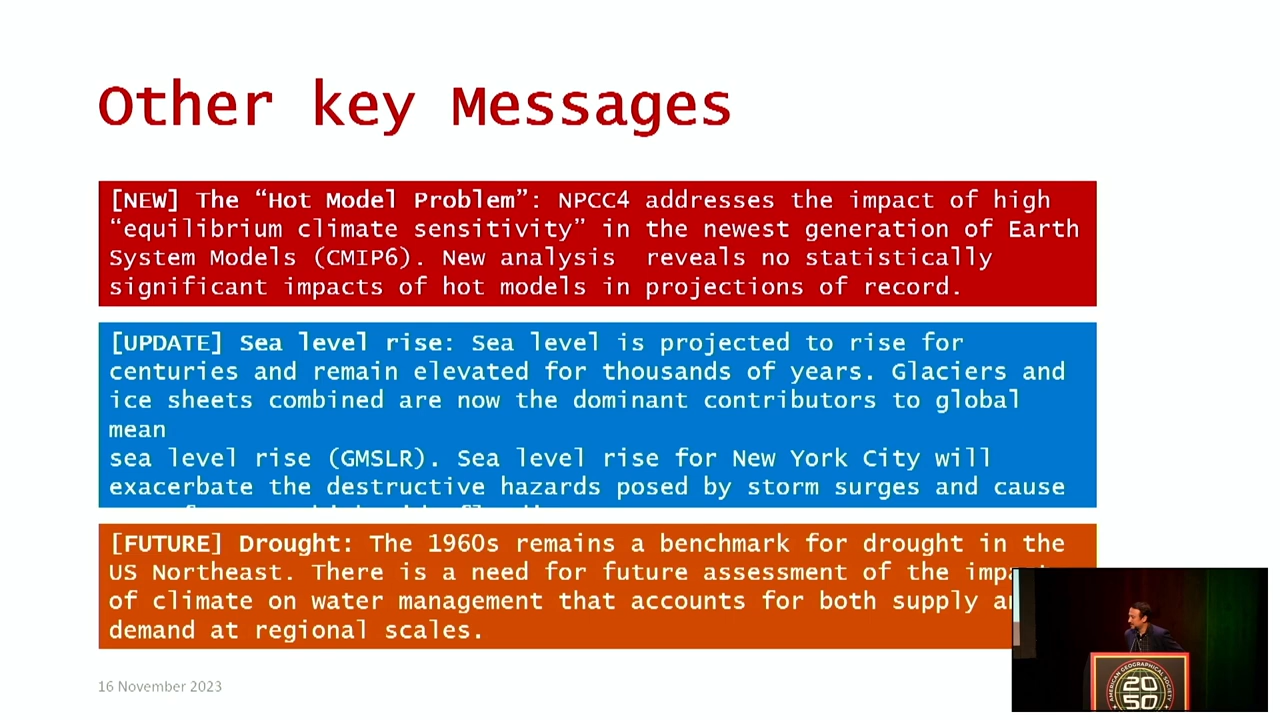 Other key Messages
[NEW] The “Hot Model Problem”: NPCC4 addresses the impact of high
“equilibrium climate sensitivity” in the newest generation of Earth
System Models (CMIP6). New analysis  reveals no statistically
significant impacts of hot models in projections of record.
[UPDATE] Sea level rise: Sea level is projected to rise for
centuries and remain elevated for thousands of years. Glaciers and
ice sheets combined are now the dominant contributors to global
mean
sea level rise (GMSLR). Sea level rise for New York City will
exacerbate the destructive hazards posed by storm surges and cause
[FUTURE] Drought: The 1960s remains a benchmark for drought in the
US Northeast. There is a need for future assessment of the
of climate on water management that accounts for both supply
demand at regional scales.
16 November 2023
AMERICAN GEOGRAPHICAL SOCIETY
20
50